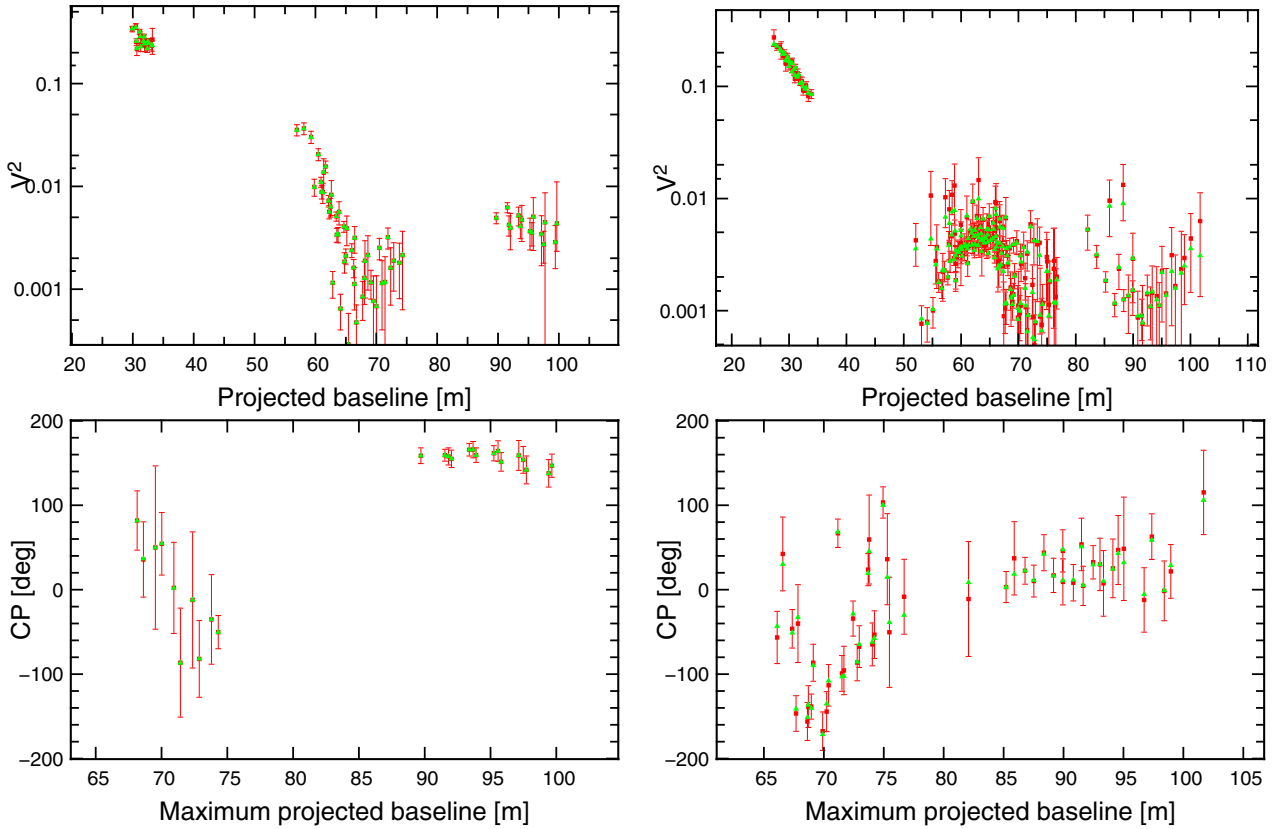 0.1
0.01
0.001
V2
20 30 40 50 60 70 80 90 100
Projected baseline [m]
0.1
0.01
0.001
V2
20 30 40 50 60 70 80 90 100 110
Projected baseline [m]
200
100
0
−100
−200
CP [deg]
65 70 75 80 85 90 95 100
Maximum projected baseline [m]
200
100
0
−100
−200
CP [deg]
65 70 75 80 85 90 95 100 105
Maximum projected baseline [m]